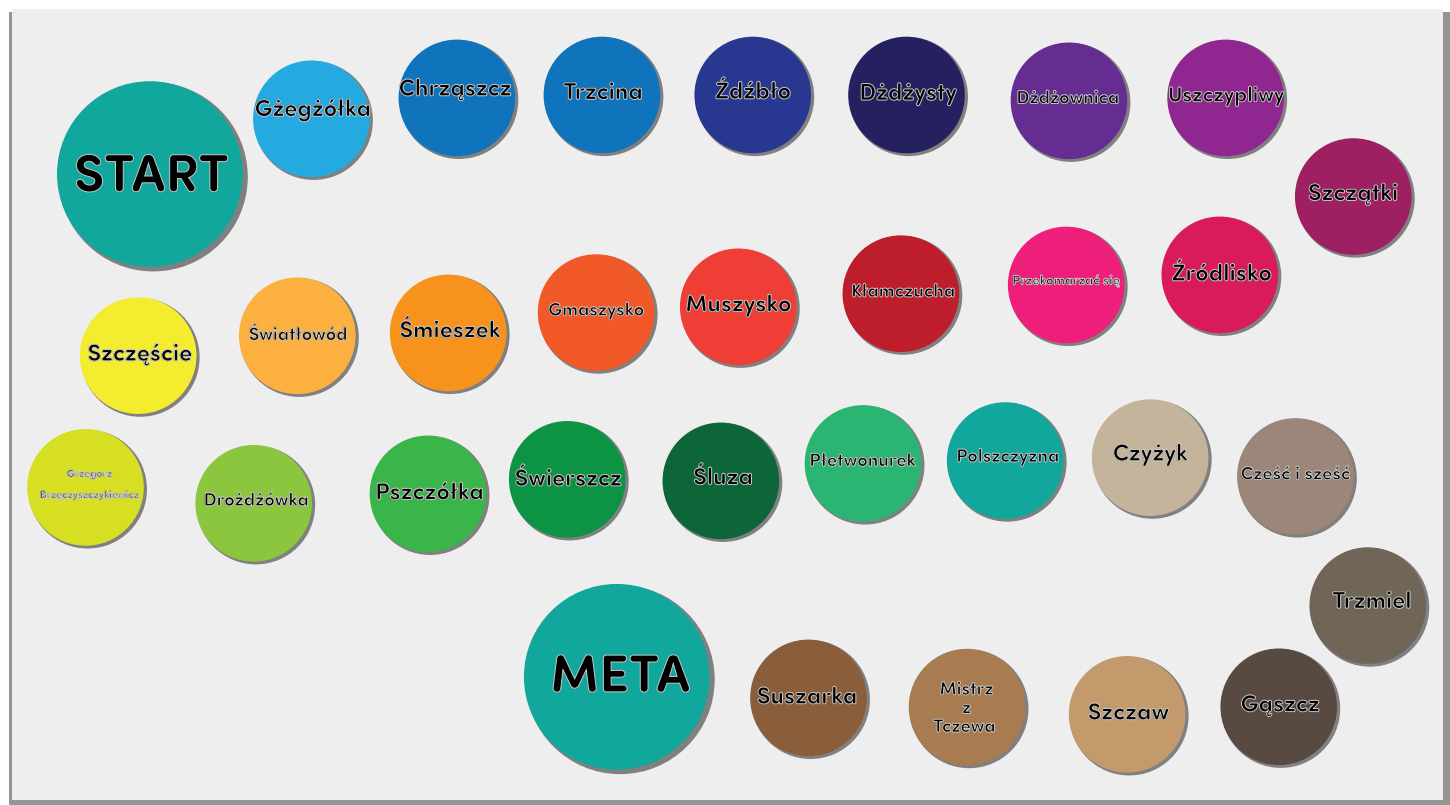 START
Gżegżółka
Chrząszcz
Trzcina
Źdźbło
Dżdżysty
Dżdżownica
Uszczypliwy
Szczątki
Źródlisko
Przekomarzać się
Kłamczucha
Muszysko
Gmaszysko
Śmieszek
Światłowód
Szczęście
Grzegorz
Brzęczyszczykiewicz
Drożdżówka
Pszczółka
Świerszcz
Śluza
Płetwonurek
Polszczyzna
Czyżyk
Cześć i sześć
Trzmiel
Gąszcz
Szczaw
Mistrz
z
Tczewa
Suszarka
META